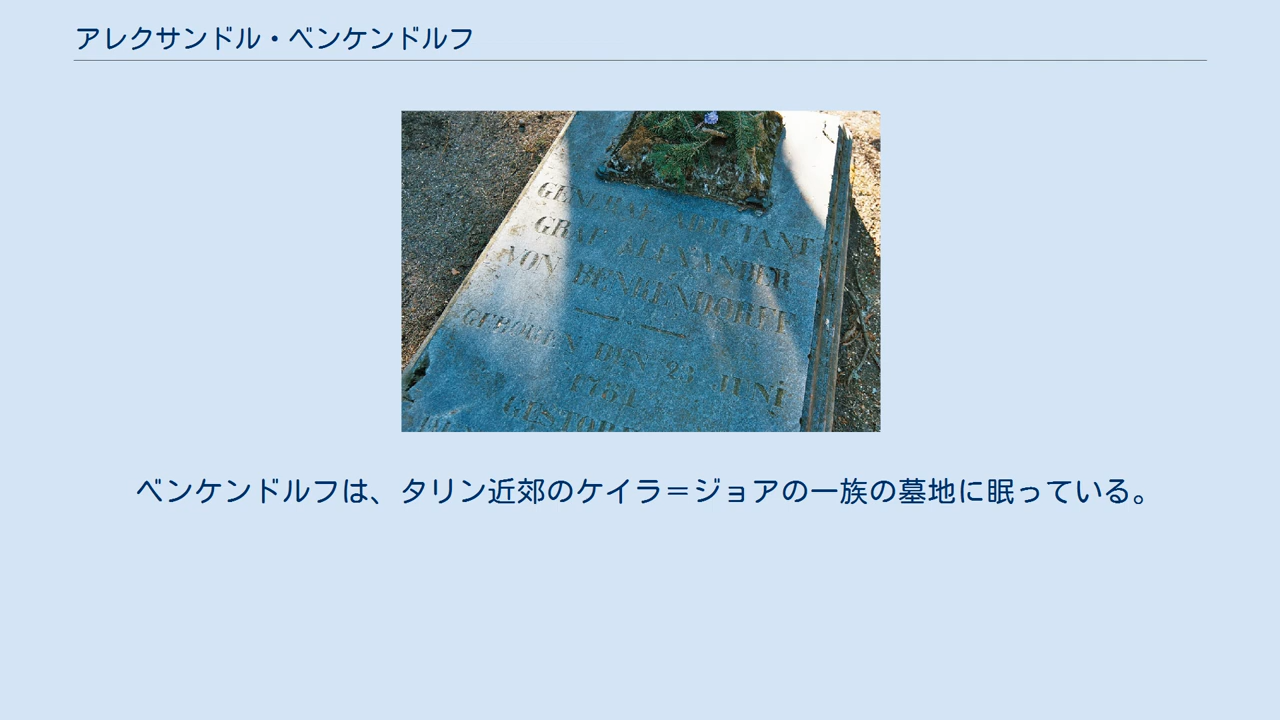 アレクサンドル・ベンケンドルフ
GENERAL
GRAF ALEXANDER
VON BENKENDORFF
GEBOREN DEN 23 JUNI
ベンケンドルフは、タリン近郊のケイラ＝ジョアの一族の墓地に眠っている。